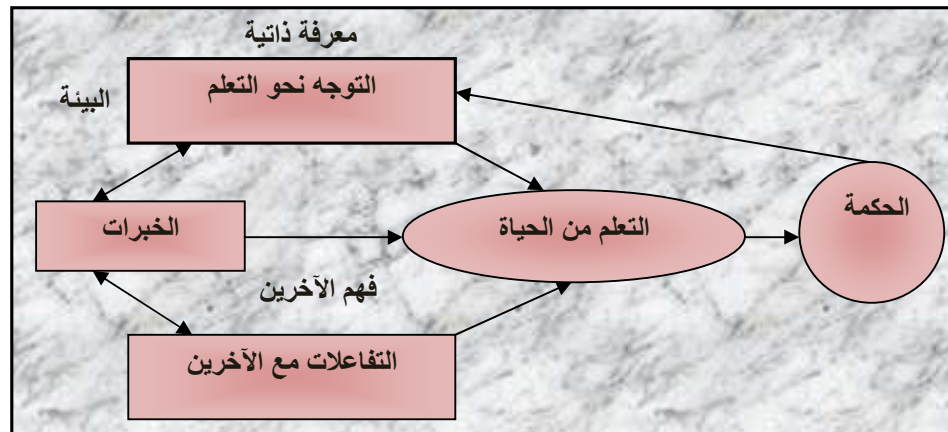 معرفة ذاتية
التوجه نحو التعلم
البيئة
الحكمة
التعلم من الحياة
الخبرات
فهم الآخرين
التفاعلات مع الآخرين